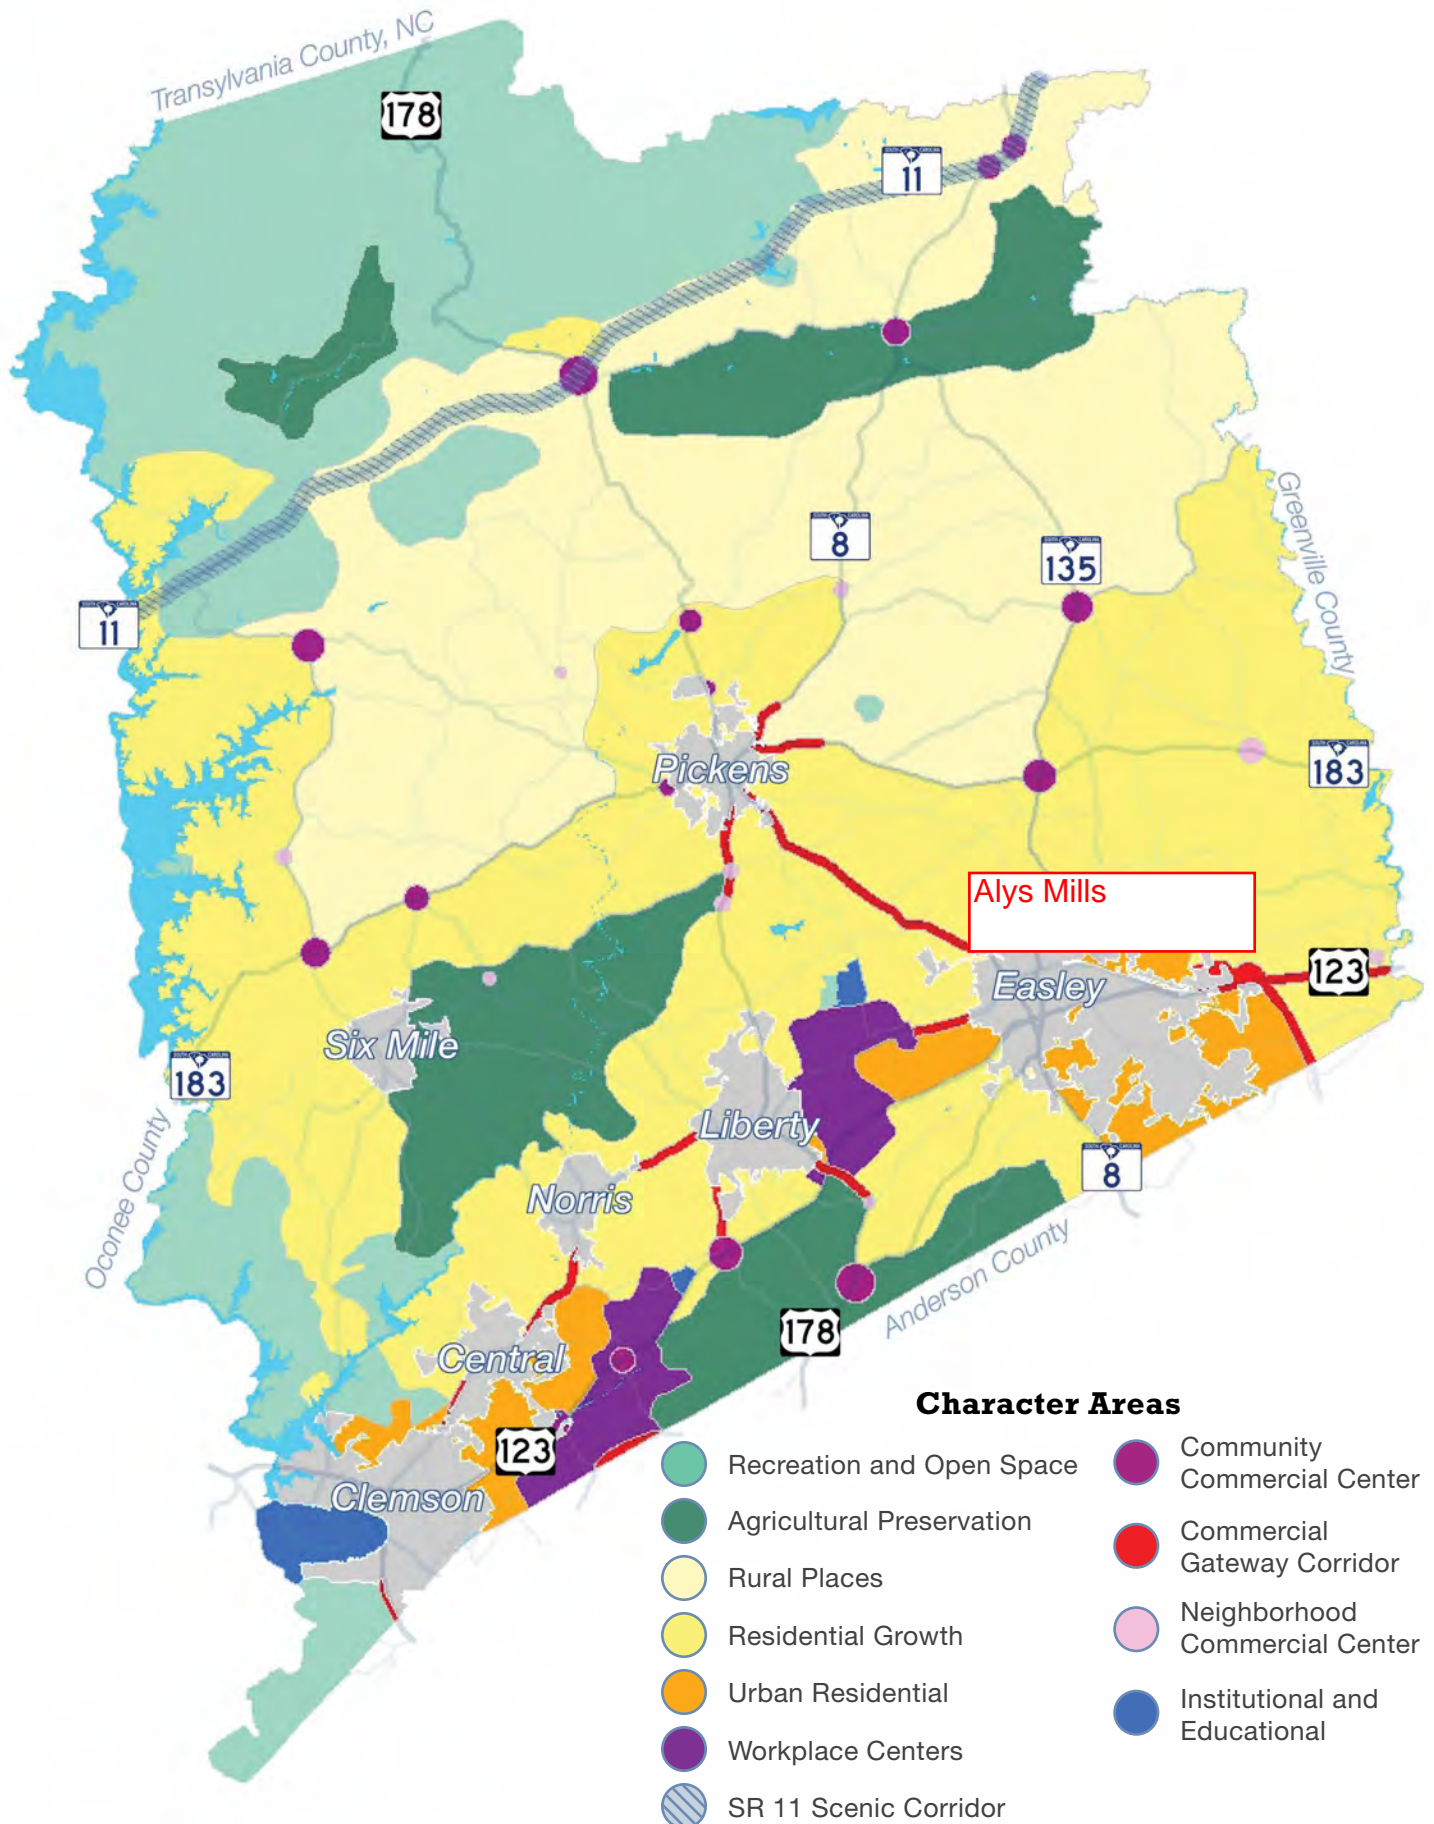 Transylvania County, NC
178
11
Greenville County
8
135
11
183
Pickens
Alys Mills
123
Easley
Six Mile
183
Liberty
Oconee County
8
Norris
Anderson County
178
Central
123
Clemson
Character Areas
Recreation and Open Space
Agricultural Preservation
Rural Places
Residential Growth
Urban Residential
Workplace Centers
SR 11 Scenic Corridor
Community
Commercial Center
Commercial
Gateway Corridor
Neighborhood
Commercial Center
Institutional and
Educational